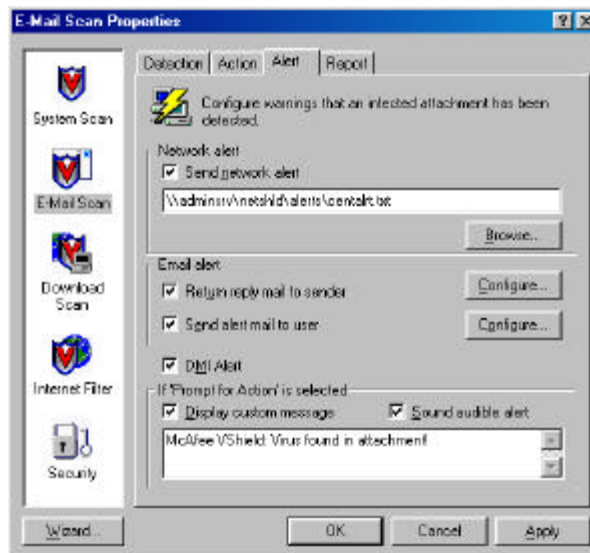 E-Mail Scan Properties
System Scan
E-Mail Scan
Download Scan
Internet Filter
Security
Detection Action Alert Report
Configure warnings that an infected attachment has been
detected.
Network alert
Send network alert
\\adminsrv\netshld\alerts\centalrt.txt
Browse...
Email alert
Return reply mail to sender
Configure...
Send alert mail to user
Configure...
DMI Alert
If 'Prompt for Action' is selected
Display custom message Sound audible alert
McAfee VShield: Virus found in attachment!
Wizard... OK Cancel Apply